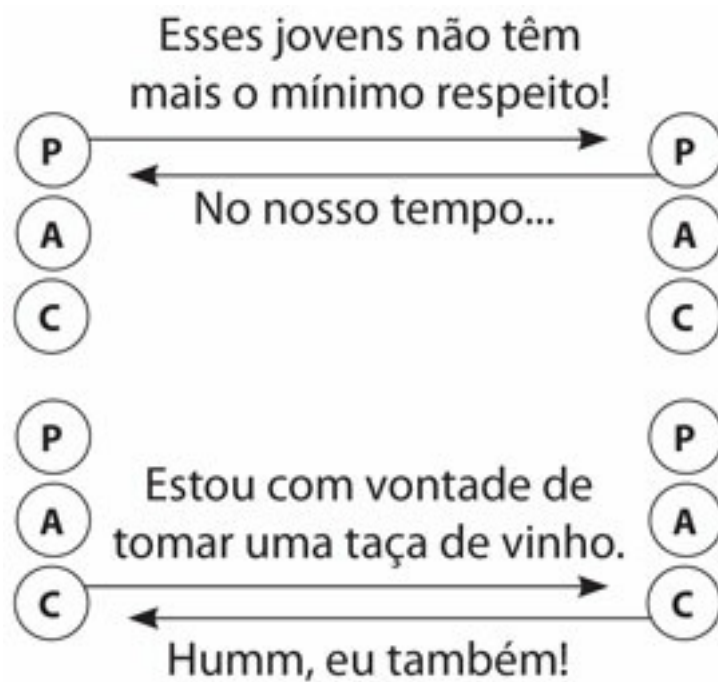 Esses jovens não têm
mais o mínimo respeito!
P P
No nosso tempo...
A A
C C
P P
Estou com vontade de
A A
tomar uma taça de vinho.
C C
Humm, eu também!